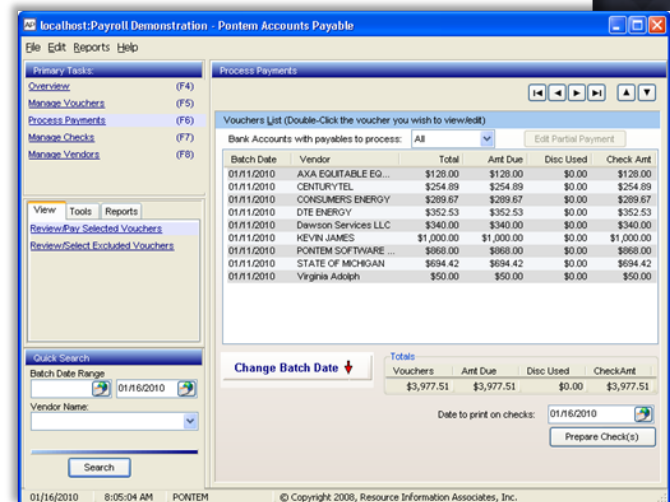 localhost:Payroll Demonstration - Pontem Accounts Payable
File Edit Reports Help
Primary Tasks:
Overview (F4)
Manage Vouchers (F5)
Process Payments (F6)
Manage Checks (F7)
Manage Vendors (F8)
View Tools Reports
Review/Pay Selected Vouchers
Review/Select Excluded Vouchers
Quick Search
Batch Date Range
01/16/2010
Vendor Name:
Search
Process Payments
Vouchers List (Double-Click the voucher you wish to view/edit)
Bank Accounts with payables to process: All Edit Partial Payment
Batch Date Vendor Total Amt Due Disc Used Check Amt
01/11/2010 AXA EQUITABLE EQ... $128.00 $128.00 $0.00 $128.00
01/11/2010 CENTURYTEL $254.89 $254.89 $0.00 $254.89
01/11/2010 CONSUMERS ENERGY $289.67 $289.67 $0.00 $289.67
01/11/2010 DTE ENERGY $352.53 $352.53 $0.00 $352.53
01/11/2010 Dawson Services LLC $340.00 $340.00 $0.00 $340.00
01/11/2010 KEVIN JAMES $1,000.00 $1,000.00 $0.00 $1,000.00
01/11/2010 PONTEM SOFTWARE ... $868.00 $868.00 $0.00 $868.00
01/11/2010 STATE OF MICHIGAN $694.42 $694.42 $0.00 $694.42
01/11/2010 Virginia Adolph $50.00 $50.00 $0.00 $50.00
Change Batch Date
Totals
Vouchers Amt Due Disc Used CheckAmt
$3,977.51 $3,977.51 $0.00 $3,977.51
Date to print on checks: 01/16/2010
Prepare Check(s)
01/16/2010 8:05:04 AM PONTEM © Copyright 2008, Resource Information Associates, Inc.